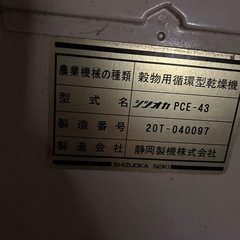 農業機械の種類 穀物用循環型乾燥機
型式名 シヅオカ PCE-43
製造番号 20T-040097
製造会社 静岡製機株式会社
SHIZUOKA SEIKI